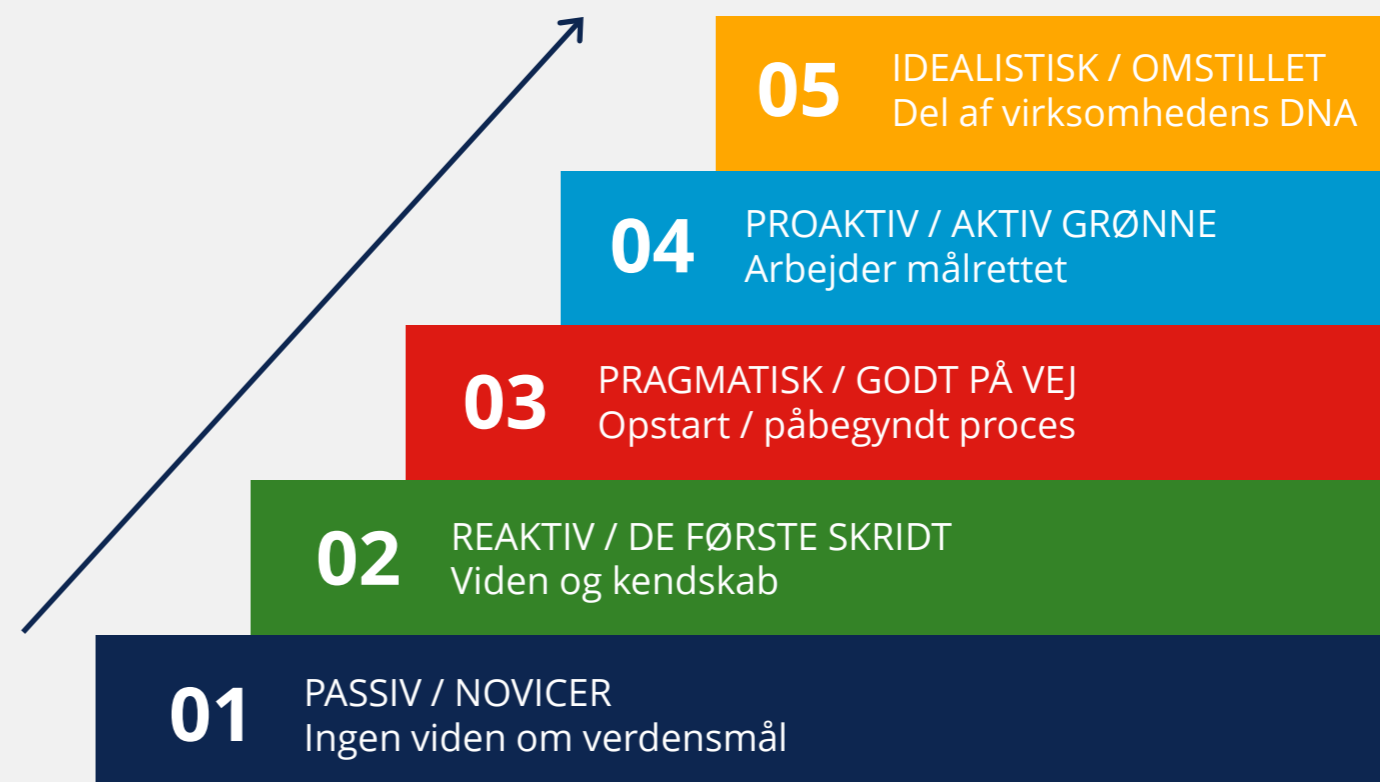 05
IDEALISTISK / OMSTILLET
Del af virksomhedens DNA
04
PROAKTIV / AKTIV GRØNNE
Arbejder målrettet
03
PRAGMATISK / GODT PÅ VEJ
Opstart / påbegyndt proces
02
REAKTIV / DE FØRSTE SKRIDT
Viden og kendskab
01
PASSIV / NOVICER
Ingen viden om verdensmål